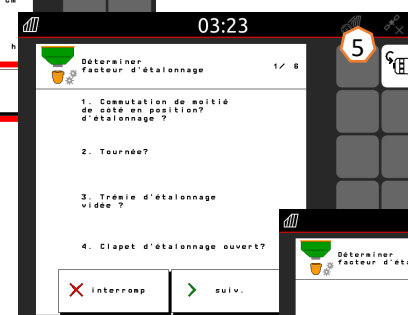 cm
03:23
h
5
Déterminer
facteur d'étalonnage
1/ 6
1. Commutation de moitié
de côté en position?
d'étalonnage ?
2. Tournée?
3. Trémie d'étalonnage
vidée ?
4. Clapet d'étalonnage ouvert?
interromp
suiv.
Déterminer
facteur d'éta